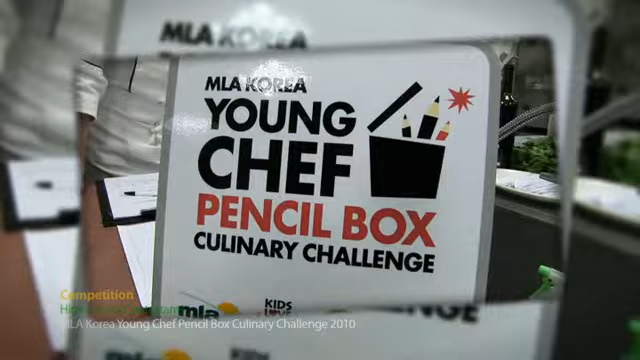 MLA KOREA
MLA KOREA
YOUNG
CHEF
PENCIL BOX
CULINARY CHALLENGE
Competition
mla
KIDS
MLA Korea Young Chef Pencil Box Culinary Challenge 2010